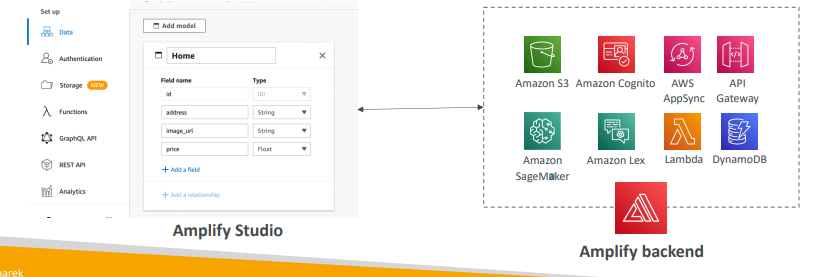 Set up
Data
Authentication
Storage NEW
Functions
GraphQL API
REST API
Analytics
Add model
Home
Field name Type
id ID!
address String
image_url String
price Float
+ Add a field
+ Add a relationship
Amplify Studio
Amazon S3 Amazon Cognito AWS AppSync API Gateway
Amazon SageMaker Amazon Lex Lambda DynamoDB
Amplify backend